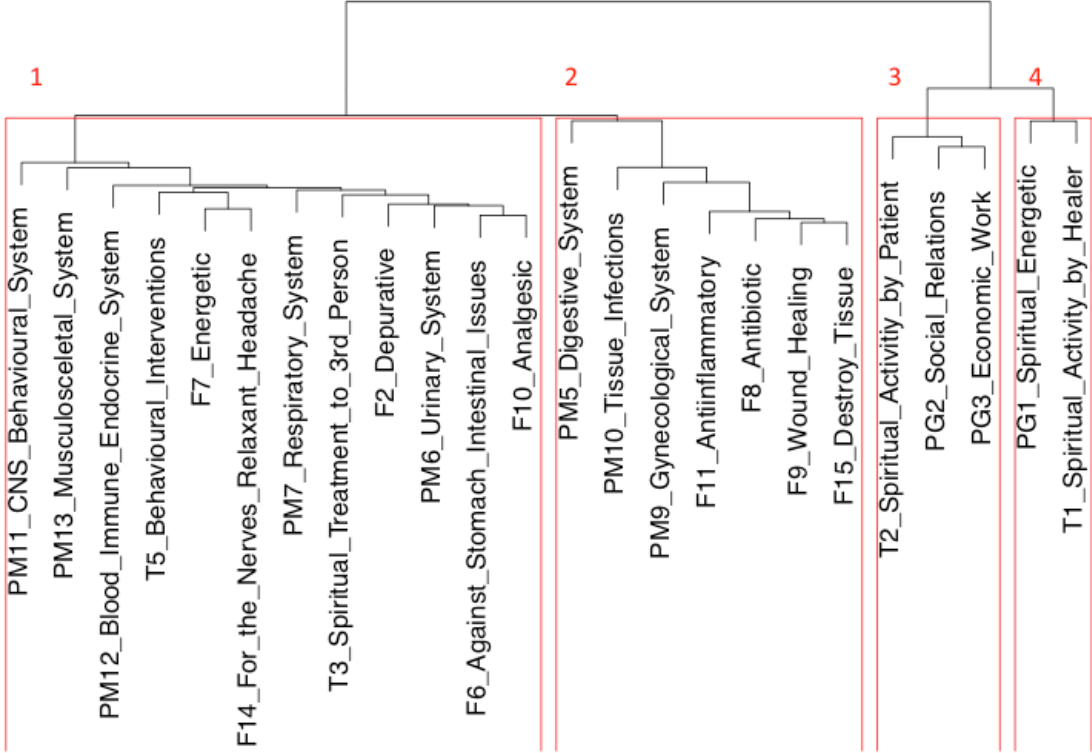 1
2
3
4
PM11_CNS_Behavioural_System
PM13_Musculosceletal_System
PM12_Blood_Immune_Endocrine_System
T5_Behavioural_Interventions
F7_Energetic
F14_For_the_Nerves_Relaxant_Headache
PM7_Respiratory_System
T3_Spiritual_Treatment_to_3rd_Person
F2_Depurative
PM6_Urinary_System
F6_Against_Stomach_Intestinal_Issues
F10_Analgesic
PM5_Digestive_System
PM10_Tissue_Infections
PM9_Gynecological_System
F11_Antiinflammatory
F8_Antibiotic
F9_Wound_Healing
F15_Destroy_Tissue
T2_Spiritual_Activitiy_by_Patient
PG2_Social_Relations
PG3_Economic_Work
PG1_Spiritual_Energetic
T1_Spiritual_Activity_by_Healer